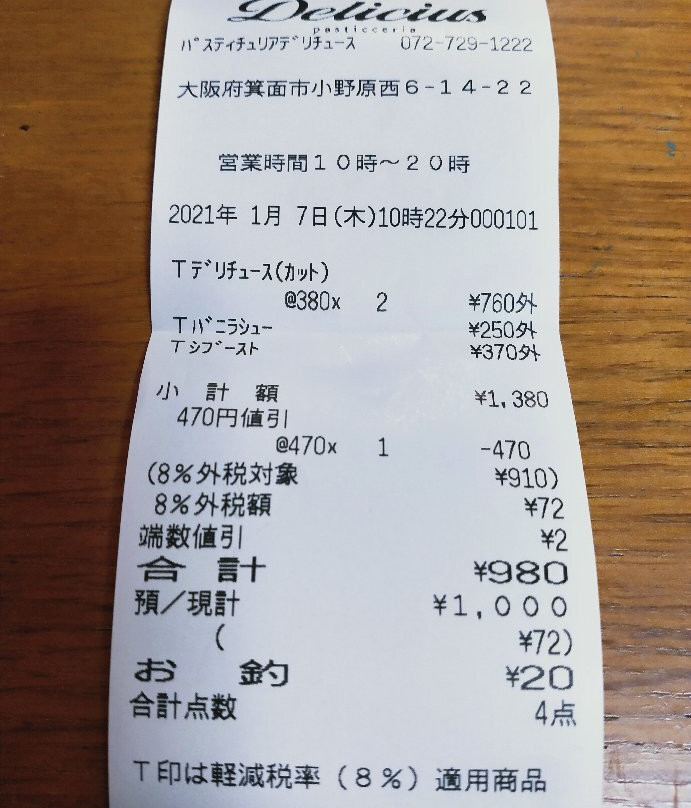 Delicius
pasticceria
パスティチュリアデリチュース 072-729-1222
大阪府箕面市小野原西6-14-22
営業時間10時～20時
2021年 1月 7日(木)10時22分000101
Tデリチュース(カット)
@380x 2 ¥760外
Tバニラシュー ¥250外
Tシブースト ¥370外
小計額 ¥1,380
470円値引
@470x 1 -470
(8%外税対象 ¥910)
8%外税額 ¥72
端数値引 ¥2
合計 ¥980
預/現計 ¥1,000
( ¥72)
お釣 ¥20
合計点数 4点
T印は軽減税率(8%)適用商品